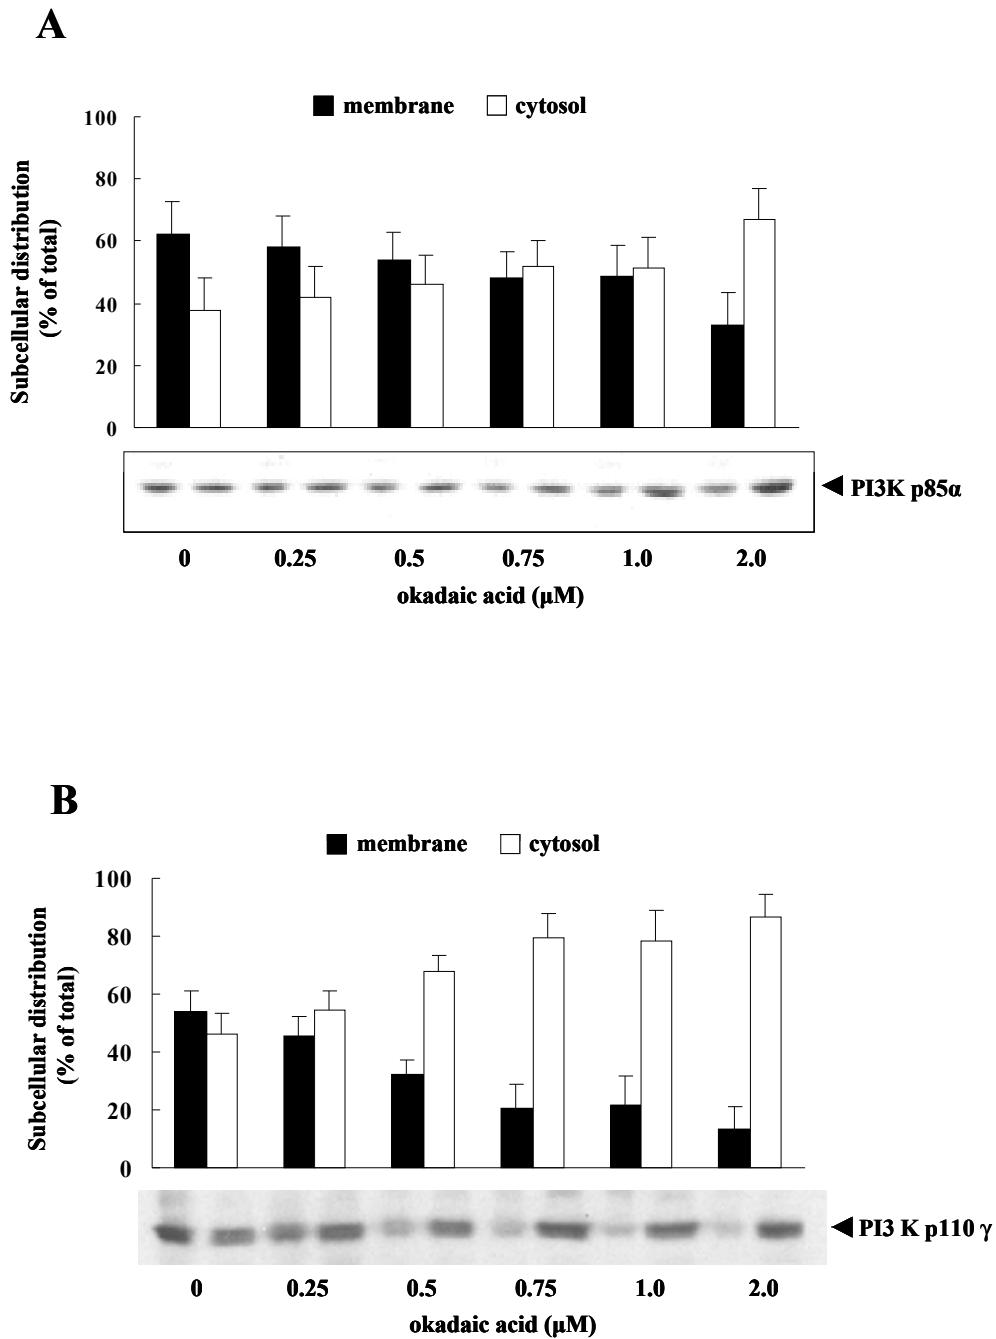 A
membrane cytosol
100
80
60
40
20
0
Subcellular distribution
(% of total)
PI3K p85α
0 0.25 0.5 0.75 1.0 2.0
okadaic acid (μM)
B
membrane cytosol
100
80
60
40
20
0
Subcellular distribution
(% of total)
PI3 K p110 γ
0 0.25 0.5 0.75 1.0 2.0
okadaic acid (μM)